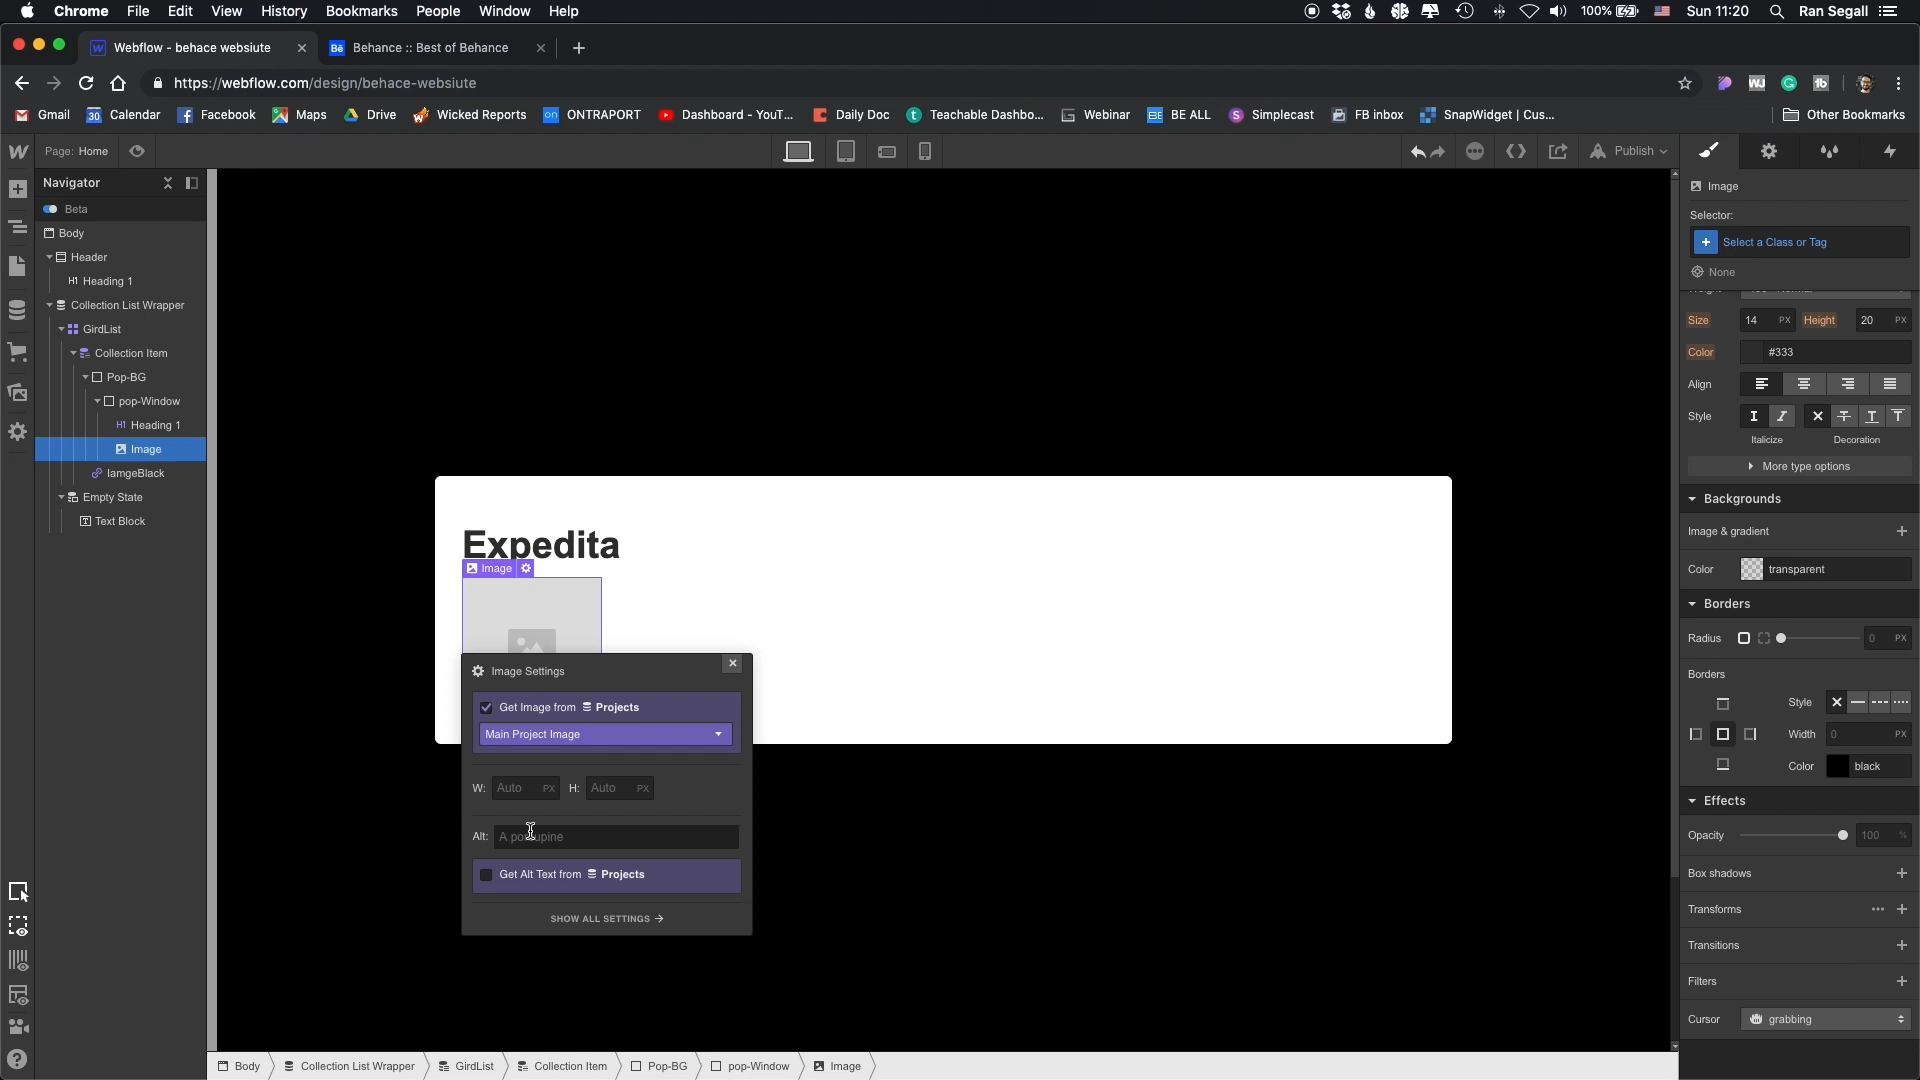 Chrome File Edit View History Bookmarks People Window Help 100% Sun 11:20 Ran Segall
Webflow - behace websiute Behance :: Best of Behance
https://webflow.com/design/behace-websiute
Gmail Calendar Facebook Maps Drive Wicked Reports ONTRAPORT Dashboard - YouT... Daily Doc Teachable Dashbo... Webinar BE ALL Simplecast FB inbox SnapWidget | Cus... Other Bookmarks
Page: Home Publish
Navigator
Beta
Body
Header
H1 Heading 1
Collection List Wrapper
GirdList
Collection Item
Pop-BG
pop-Window
H1 Heading 1
Image
IamgeBlack
Empty State
Text Block
Expedita
Image
Image Settings
Get Image from Projects
Main Project Image
W: Auto PX H: Auto PX
Alt:
Get Alt Text from Projects
SHOW ALL SETTINGS
Image
Selector:
Select a Class or Tag
None
Size 14 PX Height 20 PX
Color #333
Align
Style
Italicize Decoration
More type options
Backgrounds
Image & gradient
Color transparent
Borders
Radius 0 PX
Borders
Style
Width 0 PX
Color black
Effects
Opacity 100 %
Box shadows
Transforms
Transitions
Filters
Cursor grabbing
Body Collection List Wrapper GirdList Collection Item Pop-BG pop-Window Image